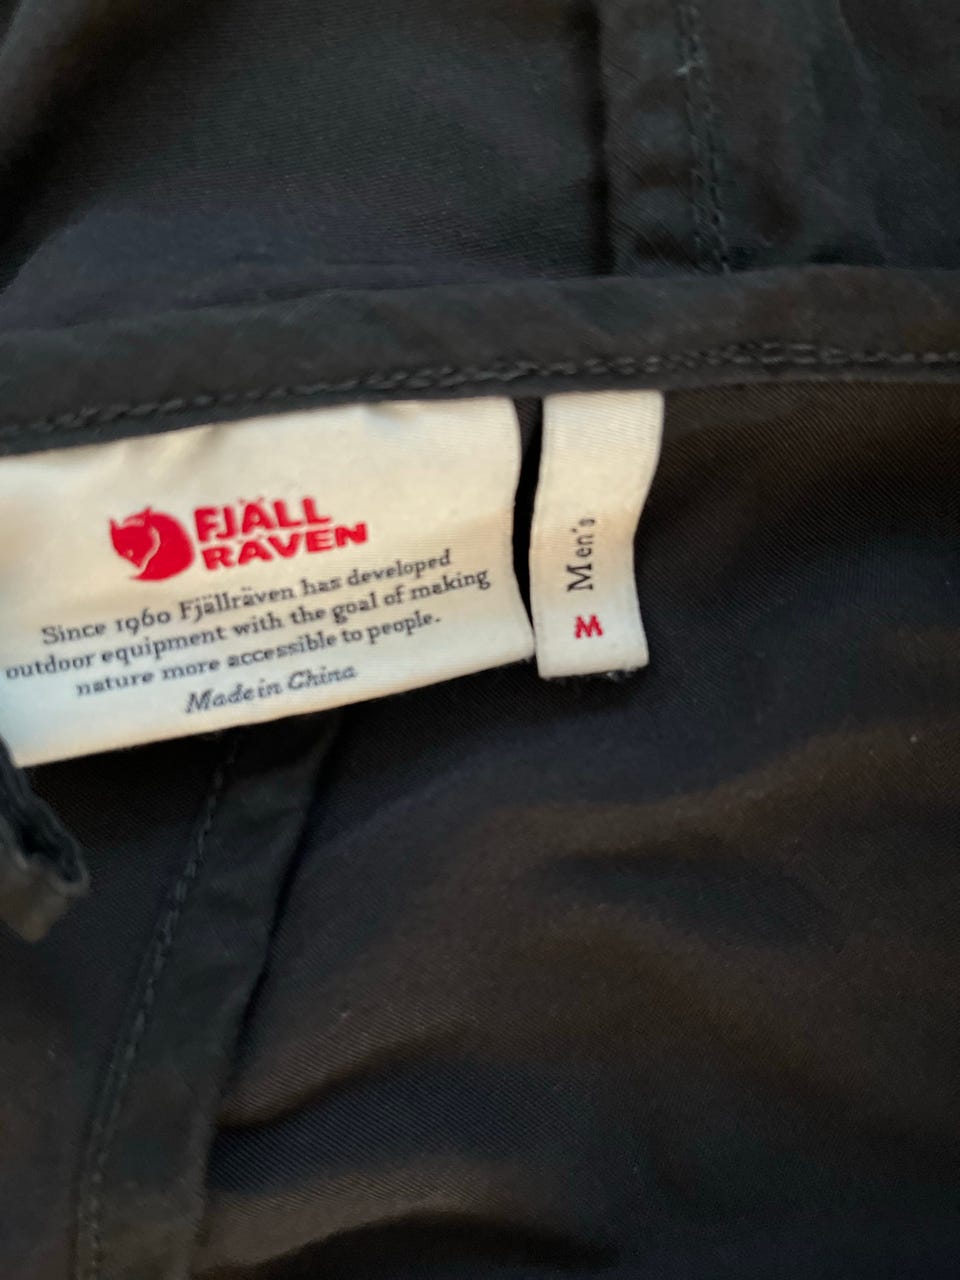 FJÄLL
RÄVEN
Since 1960 Fjällräven has developed
outdoor equipment with the goal of making
nature more accessible to people.
Made in China
Men's
M